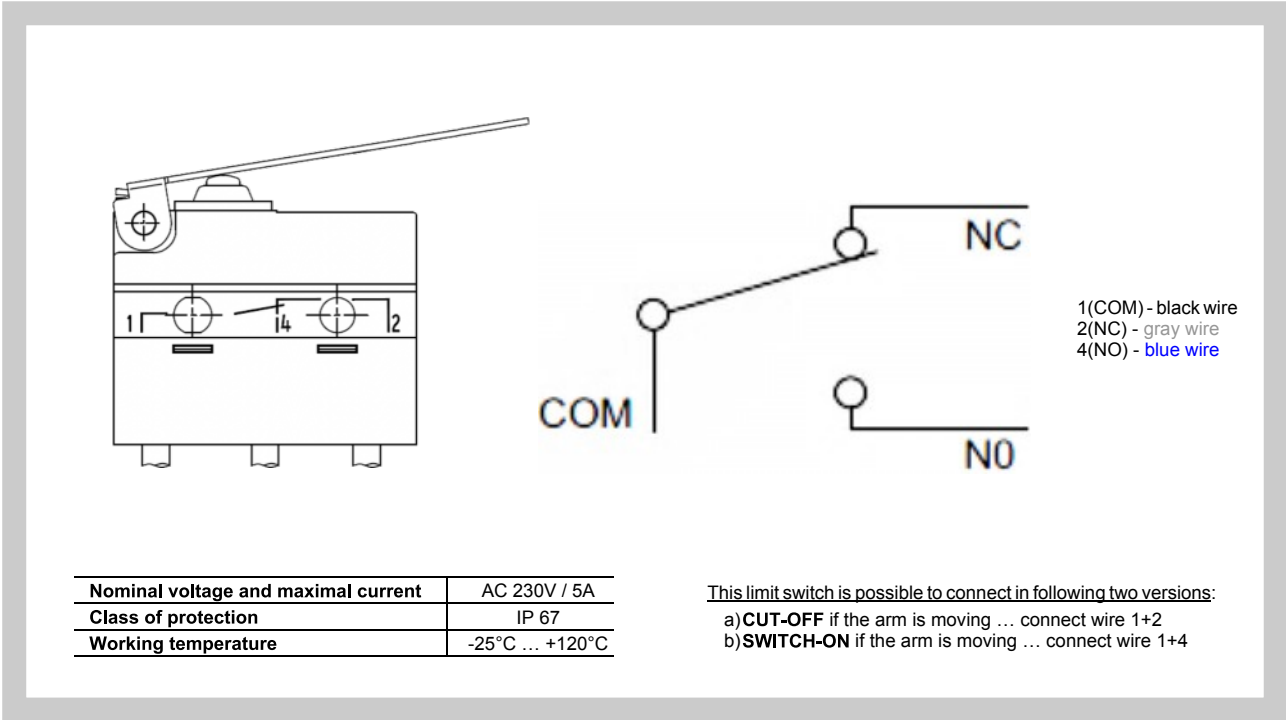 1
4
2
COM
NC
N0
1(COM) - black wire
2(NC) - gray wire
4(NO) - blue wire
Nominal voltage and maximal current AC 230V / 5A
Class of protection IP 67
Working temperature -25°C … +120°C
This limit switch is possible to connect in following two versions:
a) CUT-OFF if the arm is moving … connect wire 1+2
b) SWITCH-ON if the arm is moving … connect wire 1+4